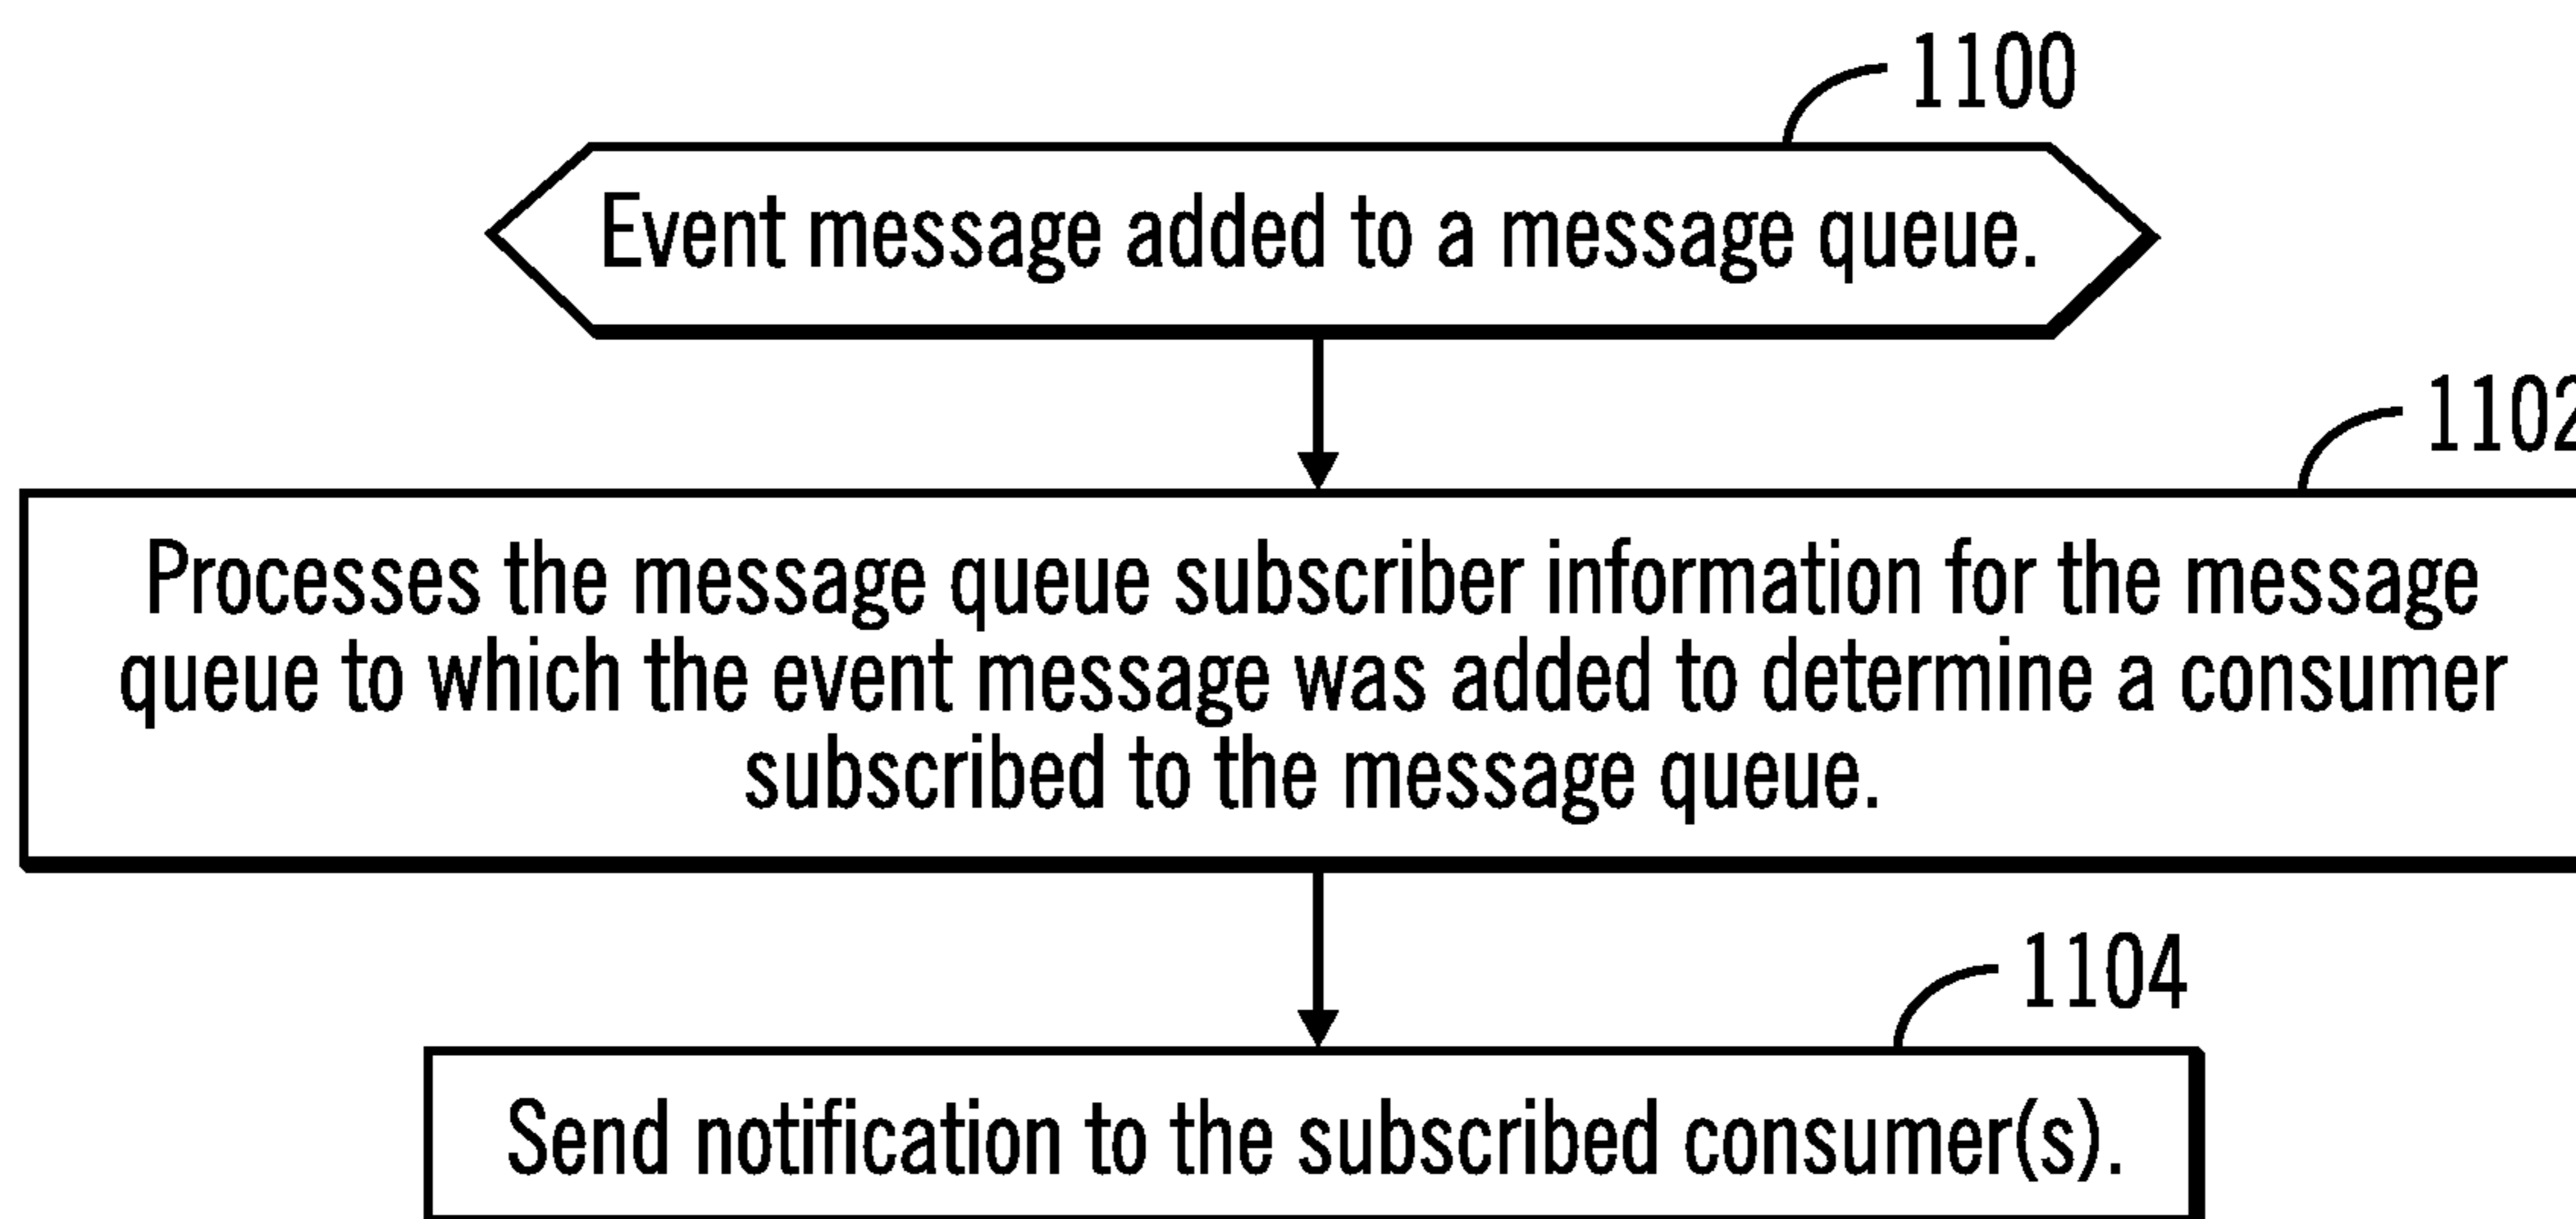 1100
Event message added to a message queue.
1102
Processes the message queue subscriber information for the message
queue to which the event message was added to determine a consumer
subscribed to the message queue.
1104
Send notification to the subscribed consumer(s).